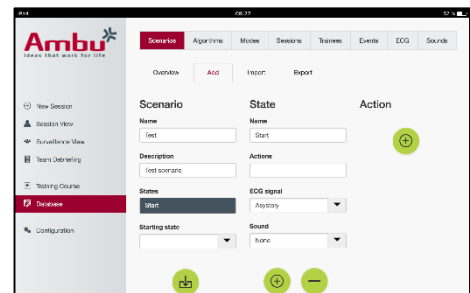 iPad 08.27
Ambu
Ideas that work for life
Scenarios Algorithms Modes Sessions Trainees Events ECG Sounds
Overview Add Import Export
New Session
Session View
Surveillance View
Team Debriefing
Training Course
Database
Configuration
Scenario
Name
Test
Description
Test scenario
States
Start
Starting state
State
Name
Start
Actions
ECG signal
Asystoly
Sound
None
Action